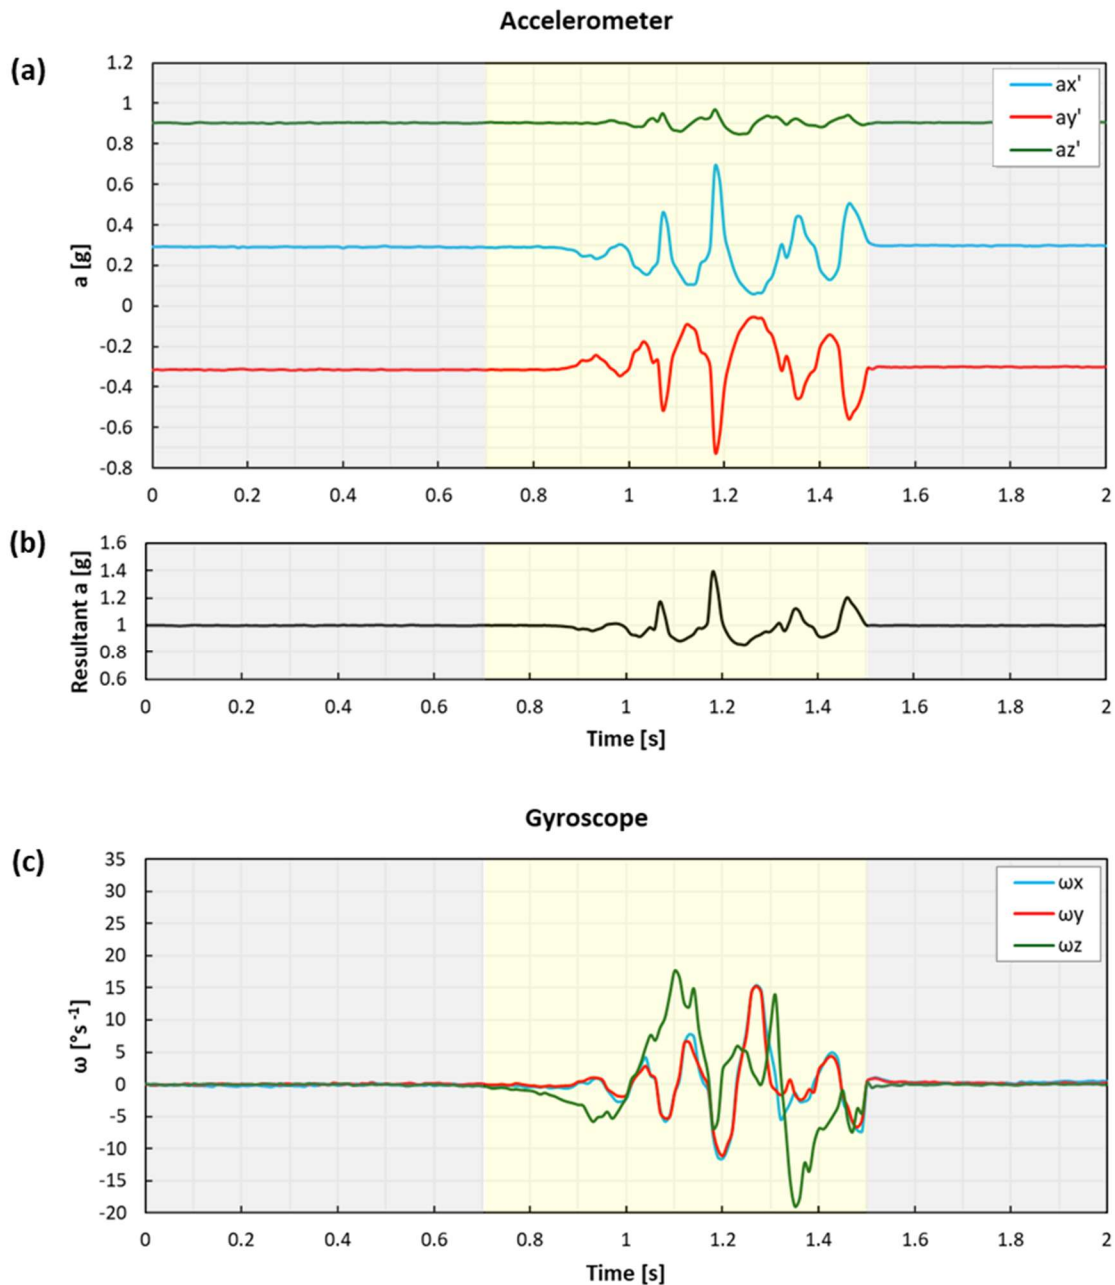 Accelerometer
(a)
a [g]
1.2
1
0.8
0.6
0.4
0.2
0
-0.2
-0.4
-0.6
-0.8
ax'
ay'
az'
0 0.2 0.4 0.6 0.8 1 1.2 1.4 1.6 1.8 2
(b)
Resultant a [g]
1.6
1.4
1.2
1
0.8
0.6
0 0.2 0.4 0.6 0.8 1 1.2 1.4 1.6 1.8 2
Time [s]
Gyroscope
(c)
ω [°s⁻¹]
35
30
25
20
15
10
5
0
-5
-10
-15
-20
ωx
ωy
ωz
0 0.2 0.4 0.6 0.8 1 1.2 1.4 1.6 1.8 2
Time [s]